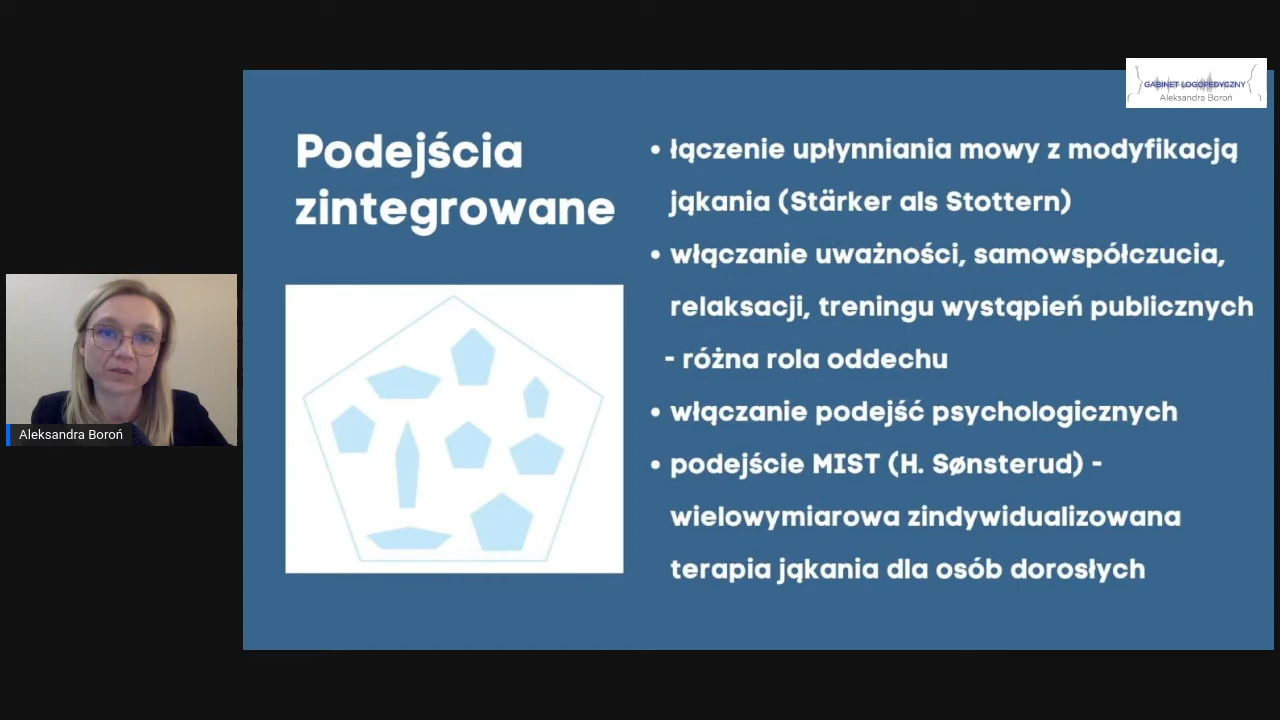 GABINET LOGOPEDYCZNY
Aleksandra Boroń
Podejścia
zintegrowane
• łączenie upłynniania mowy z modyfikacją
jąkania (Stärker als Stottern)
• włączanie uważności, samowspółczucia,
relaksacji, treningu wystąpień publicznych
- różna rola oddechu
• włączanie podejść psychologicznych
• podejście MIST (H. Sønsterud) -
wielowymiarowa zindywidualizowana
terapia jąkania dla osób dorosłych
Aleksandra Boroń